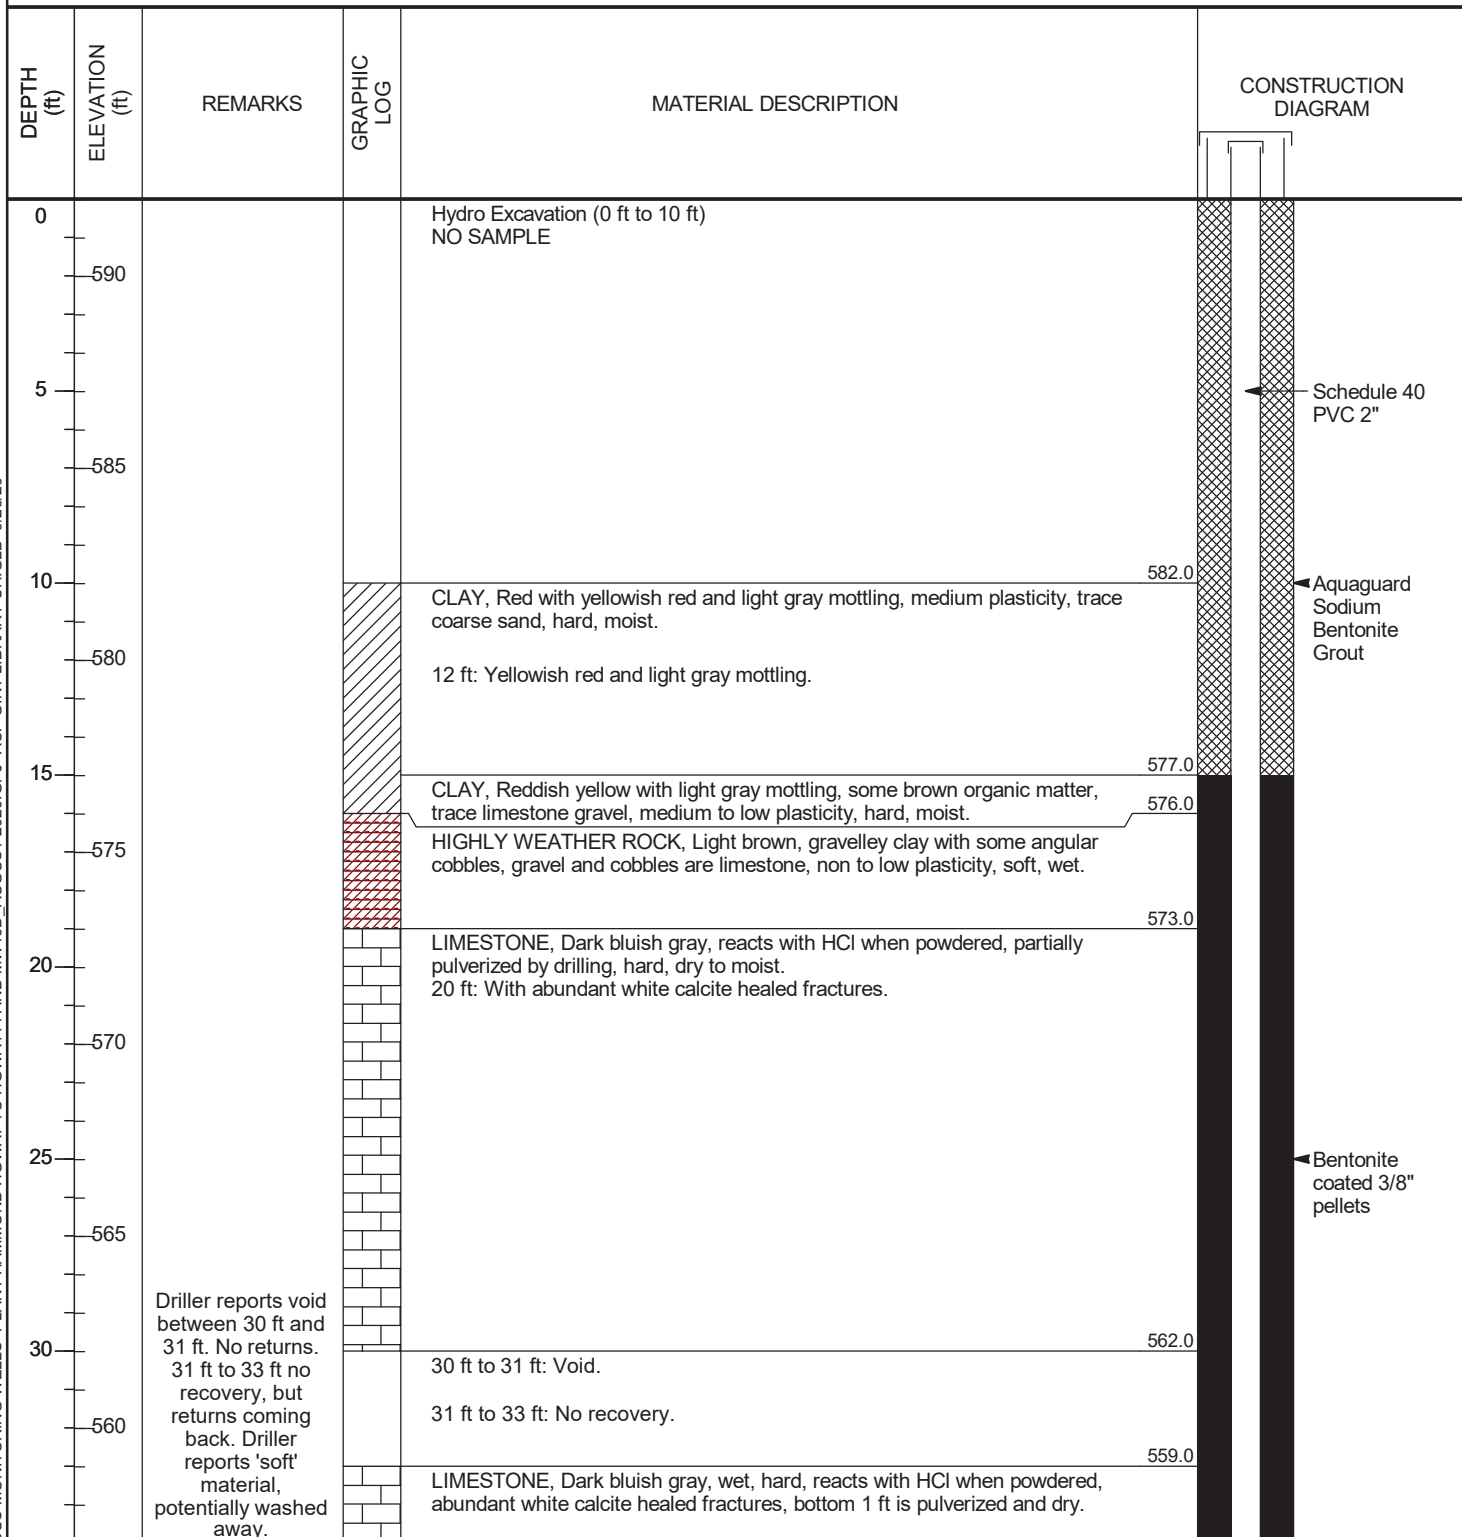 DEPTH
(ft)
ELEVATION
(ft)
REMARKS
GRAPHIC
LOG
MATERIAL DESCRIPTION
CONSTRUCTION
DIAGRAM
0
Hydro Excavation (0 ft to 10 ft)
NO SAMPLE
590
5
Schedule 40
PVC 2"
585
10
582.0
Aquaguard
Sodium
Bentonite
Grout
CLAY, Red with yellowish red and light gray mottling, medium plasticity, trace
coarse sand, hard, moist.
580
12 ft: Yellowish red and light gray mottling.
15
577.0
CLAY, Reddish yellow with light gray mottling, some brown organic matter,
trace limestone gravel, medium to low plasticity, hard, moist.
576.0
HIGHLY WEATHER ROCK, Light brown, gravelley clay with some angular
cobbles, gravel and cobbles are limestone, non to low plasticity, soft, wet.
575
573.0
LIMESTONE, Dark bluish gray, reacts with HCl when powdered, partially
pulverized by drilling, hard, dry to moist.
20
20 ft: With abundant white calcite healed fractures.
570
25
Bentonite
coated 3/8"
pellets
565
Driller reports void
between 30 ft and
31 ft. No returns.
31 ft to 33 ft no
recovery, but
returns coming
back. Driller
reports 'soft'
material,
potentially washed
away.
30
562.0
30 ft to 31 ft: Void.
31 ft to 33 ft: No recovery.
560
559.0
LIMESTONE, Dark bluish gray, wet, hard, reacts with HCl when powdered,
abundant white calcite healed fractures, bottom 1 ft is pulverized and dry.